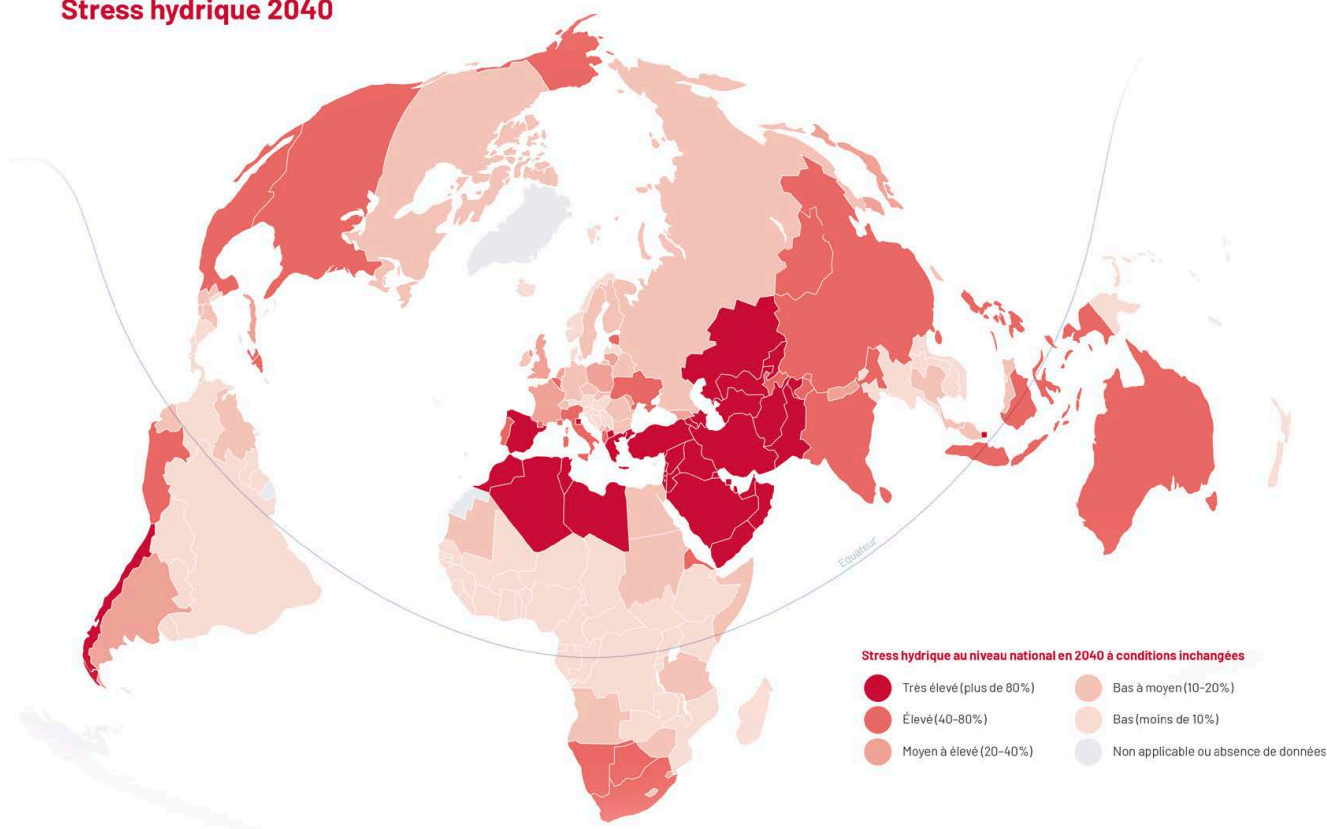 Stress hydrique 2040
Equateur
Stress hydrique au niveau national en 2040 à conditions inchangées
Très élevé (plus de 80%)
Élevé (40-80%)
Moyen à élevé (20-40%)
Bas à moyen (10-20%)
Bas (moins de 10%)
Non applicable ou absence de données